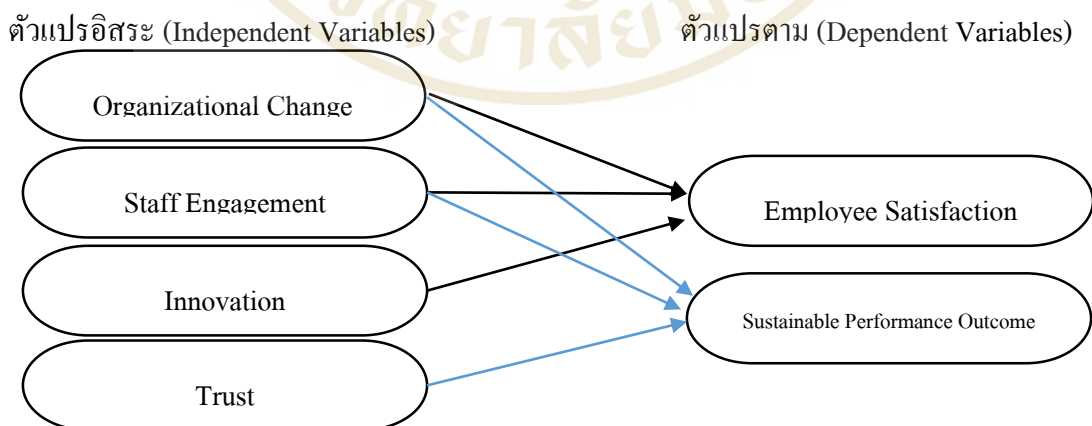 ตัวแปรอิสระ (Independent Variables)
ตัวแปรตาม (Dependent Variables)
Organizational Change
Staff Engagement
Employee Satisfaction
Innovation
Sustainable Performance Outcome
Trust